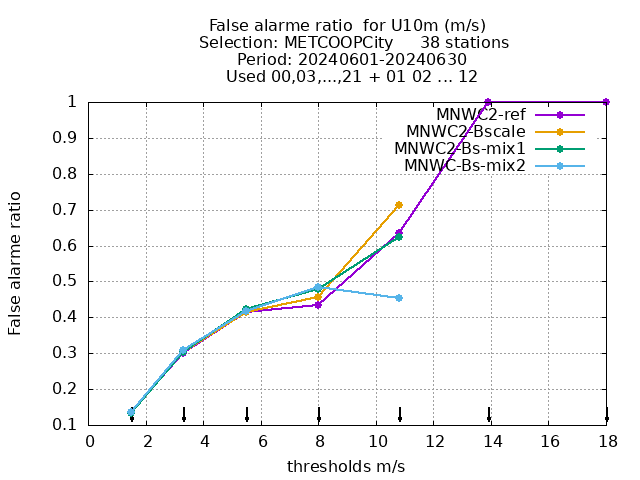 False alarme ratio  for U10m (m/s)
Selection: METCOOPCity     38 stations
Period: 20240601-20240630
Used 00,03,...,21 + 01 02 ... 12
MNWC2-ref
MNWC2-Bscale
MNWC2-Bs-mix1
MNWC-Bs-mix2
False alarme ratio
1
0.9
0.8
0.7
0.6
0.5
0.4
0.3
0.2
0.1
0 2 4 6 8 10 12 14 16 18
thresholds m/s